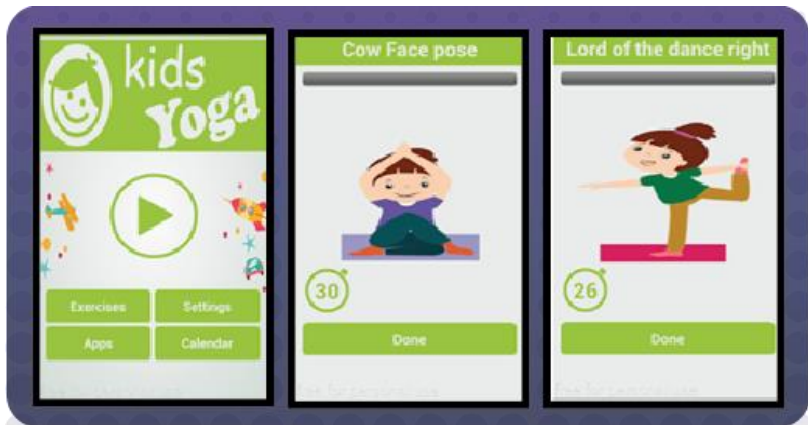 kids
Yoga
Exercises
Settings
Apps
Calendar
Cow Face pose
30
Done
Lord of the dance right
26
Done